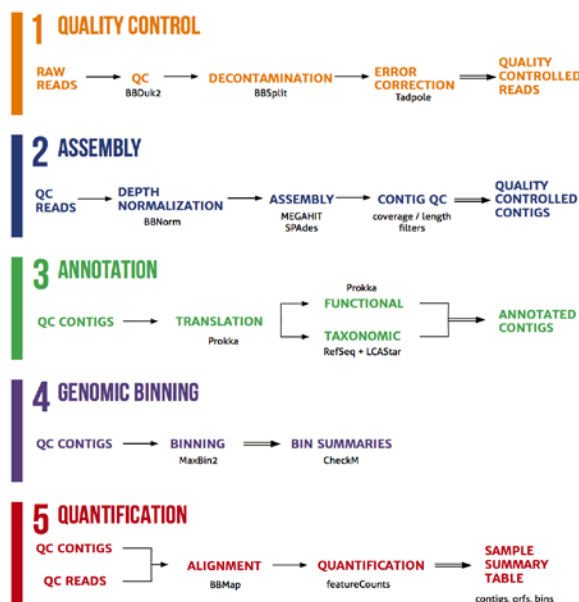 1 QUALITY CONTROL
RAW READS
QC
BBDuk2
DECONTAMINATION
BBSplit
ERROR CORRECTION
Tadpole
QUALITY CONTROLLED READS
2 ASSEMBLY
QC READS
DEPTH NORMALIZATION
BBNorm
ASSEMBLY
MEGAHIT
SPAdes
CONTIG QC
coverage / length
filters
QUALITY CONTROLLED CONTIGS
3 ANNOTATION
QC CONTIGS
TRANSLATION
Prokka
Prokka
FUNCTIONAL
TAXONOMIC
RefSeq + LCAStar
ANNOTATED CONTIGS
4 GENOMIC BINNING
QC CONTIGS
BINNING
MaxBin2
BIN SUMMARIES
CheckM
5 QUANTIFICATION
QC CONTIGS
QC READS
ALIGNMENT
BBMap
QUANTIFICATION
featureCounts
SAMPLE SUMMARY TABLE
contigs, orfs, bins